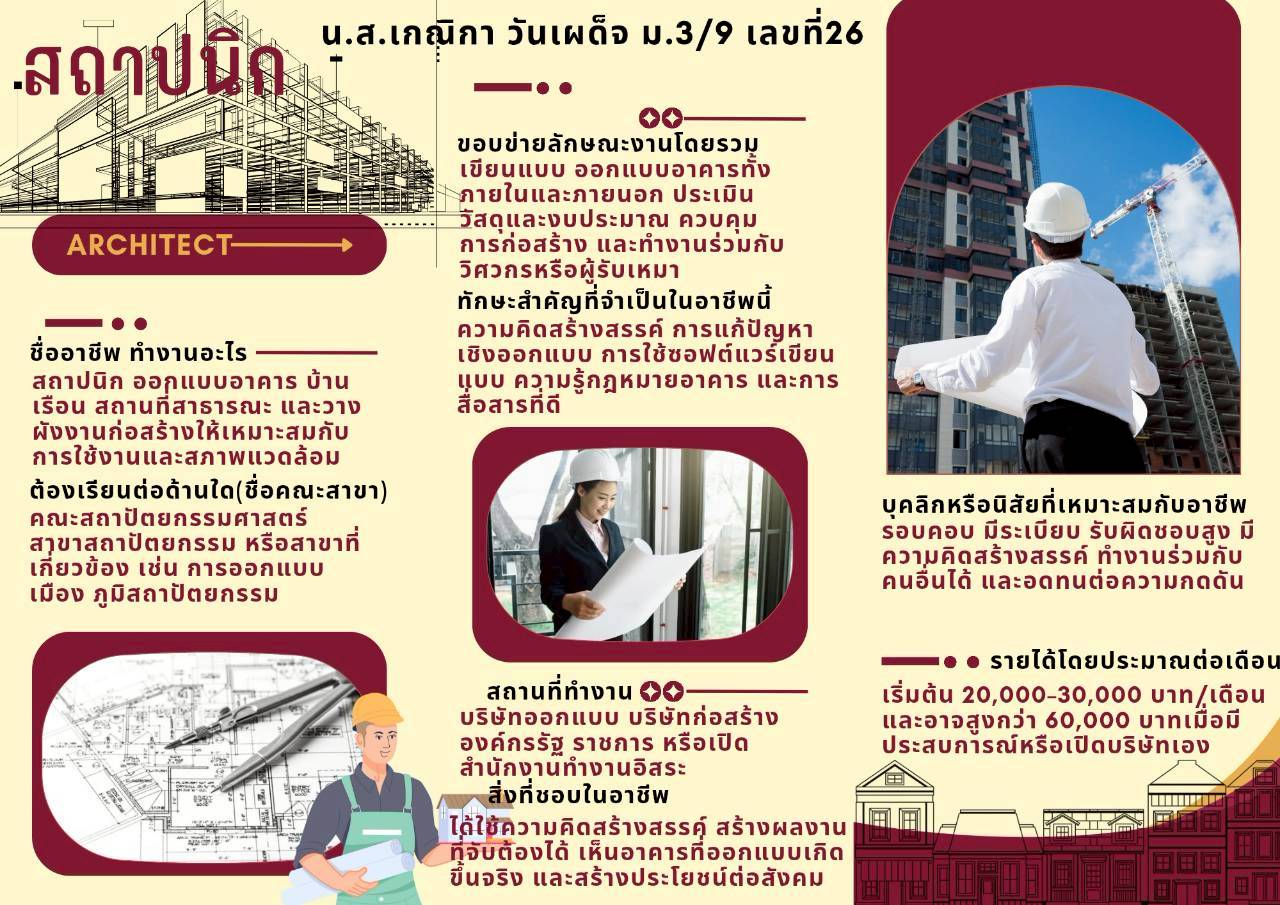 สถาปนิก
น.ส.เกณิกา วันเผด็จ ม.3/9 เลขที่26
ARCHITECT
ชื่ออาชีพ ทำงานอะไร
สถาปนิก ออกแบบอาคาร บ้าน
เรือน สถานที่สาธารณะ และวาง
ผังงานก่อสร้างให้เหมาะสมกับ
การใช้งานและสภาพแวดล้อม
ต้องเรียนต่อด้านใด(ชื่อคณะสาขา)
คณะสถาปัตยกรรมศาสตร์
สาขาสถาปัตยกรรม หรือสาขาที่
เกี่ยวข้อง เช่น การออกแบบ
เมือง ภูมิสถาปัตยกรรม
ขอบข่ายลักษณะงานโดยรวม
เขียนแบบ ออกแบบอาคารทั้ง
ภายในและภายนอก ประเมิน
วัสดุและงบประมาณ ควบคุม
การก่อสร้าง และทำงานร่วมกับ
วิศวกรหรือผู้รับเหมา
ทักษะสำคัญที่จำเป็นในอาชีพนี้
ความคิดสร้างสรรค์ การแก้ปัญหา
เชิงออกแบบ การใช้ซอฟต์แวร์เขียน
แบบ ความรู้กฎหมายอาคาร และการ
สื่อสารที่ดี
สถานที่ทำงาน
บริษัทออกแบบ บริษัทก่อสร้าง
องค์กรรัฐ ราชการ หรือเปิด
สำนักงานทำงานอิสระ
สิ่งที่ชอบในอาชีพ
ได้ใช้ความคิดสร้างสรรค์ สร้างผลงาน
ที่จับต้องได้ เห็นอาคารที่ออกแบบเกิด
ขึ้นจริง และสร้างประโยชน์ต่อสังคม
บุคลิกหรือนิสัยที่เหมาะสมกับอาชีพ
รอบคอบ มีระเบียบ รับผิดชอบสูง มี
ความคิดสร้างสรรค์ ทำงานร่วมกับ
คนอื่นได้ และอดทนต่อความกดดัน
รายได้โดยประมาณต่อเดือน
เริ่มต้น 20,000–30,000 บาท/เดือน
และอาจสูงกว่า 60,000 บาทเมื่อมี
ประสบการณ์หรือเปิดบริษัทเอง